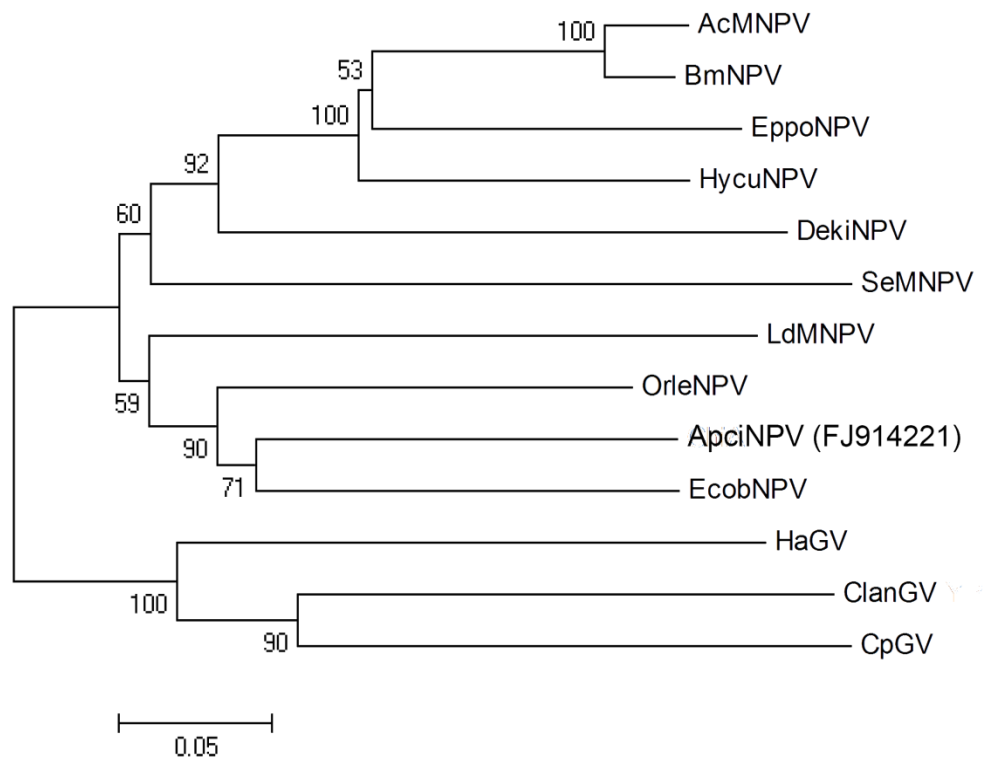 AcMNPV
100
BmNPV
53
EppoNPV
100
HycuNPV
92
DekiNPV
60
SeMNPV
LdMNPV
59
OrleNPV
90
ApciNPV (FJ914221)
71
EcobNPV
HaGV
100
ClanGV
90
CpGV
0.05